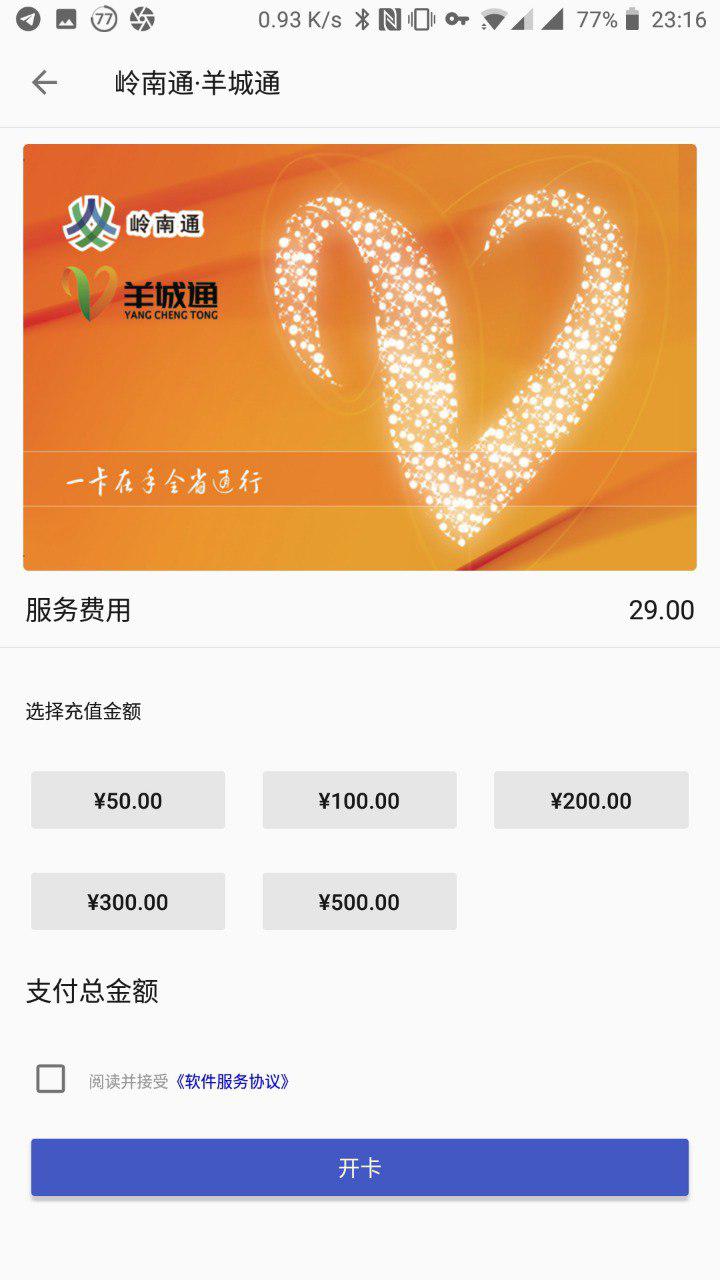 77 0.93 K/s 77% 23:16
岭南通·羊城通
岭南通
羊城通
YANG CHENG TONG
一卡在手全省通行
服务费用 29.00
选择充值金额
¥50.00 ¥100.00 ¥200.00
¥300.00 ¥500.00
支付总金额
阅读并接受《软件服务协议》
开卡